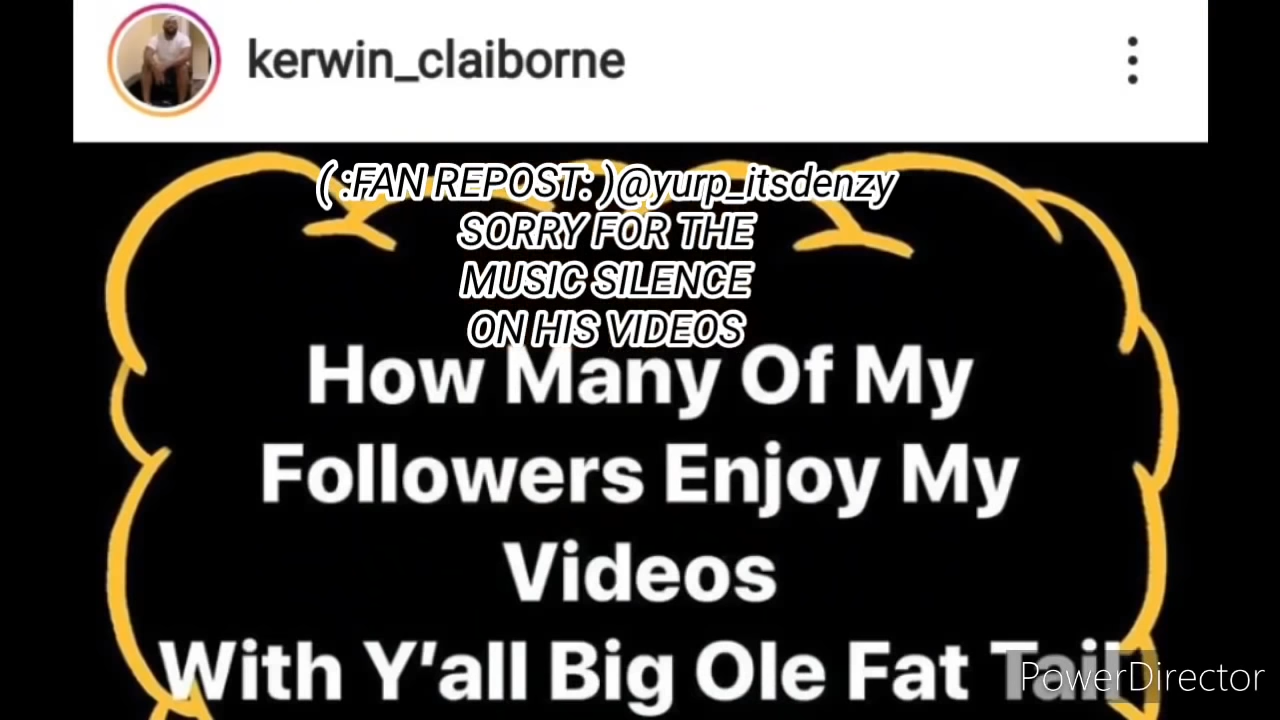 kerwin_claiborne
( :FAN REPOST: )@yurp_itsdenzy
SORRY FOR THE
MUSIC SILENCE
ON HIS VIDEOS
How Many Of My
Followers Enjoy My
Videos
With Y'all Big Ole Fat Tail
PowerDirector